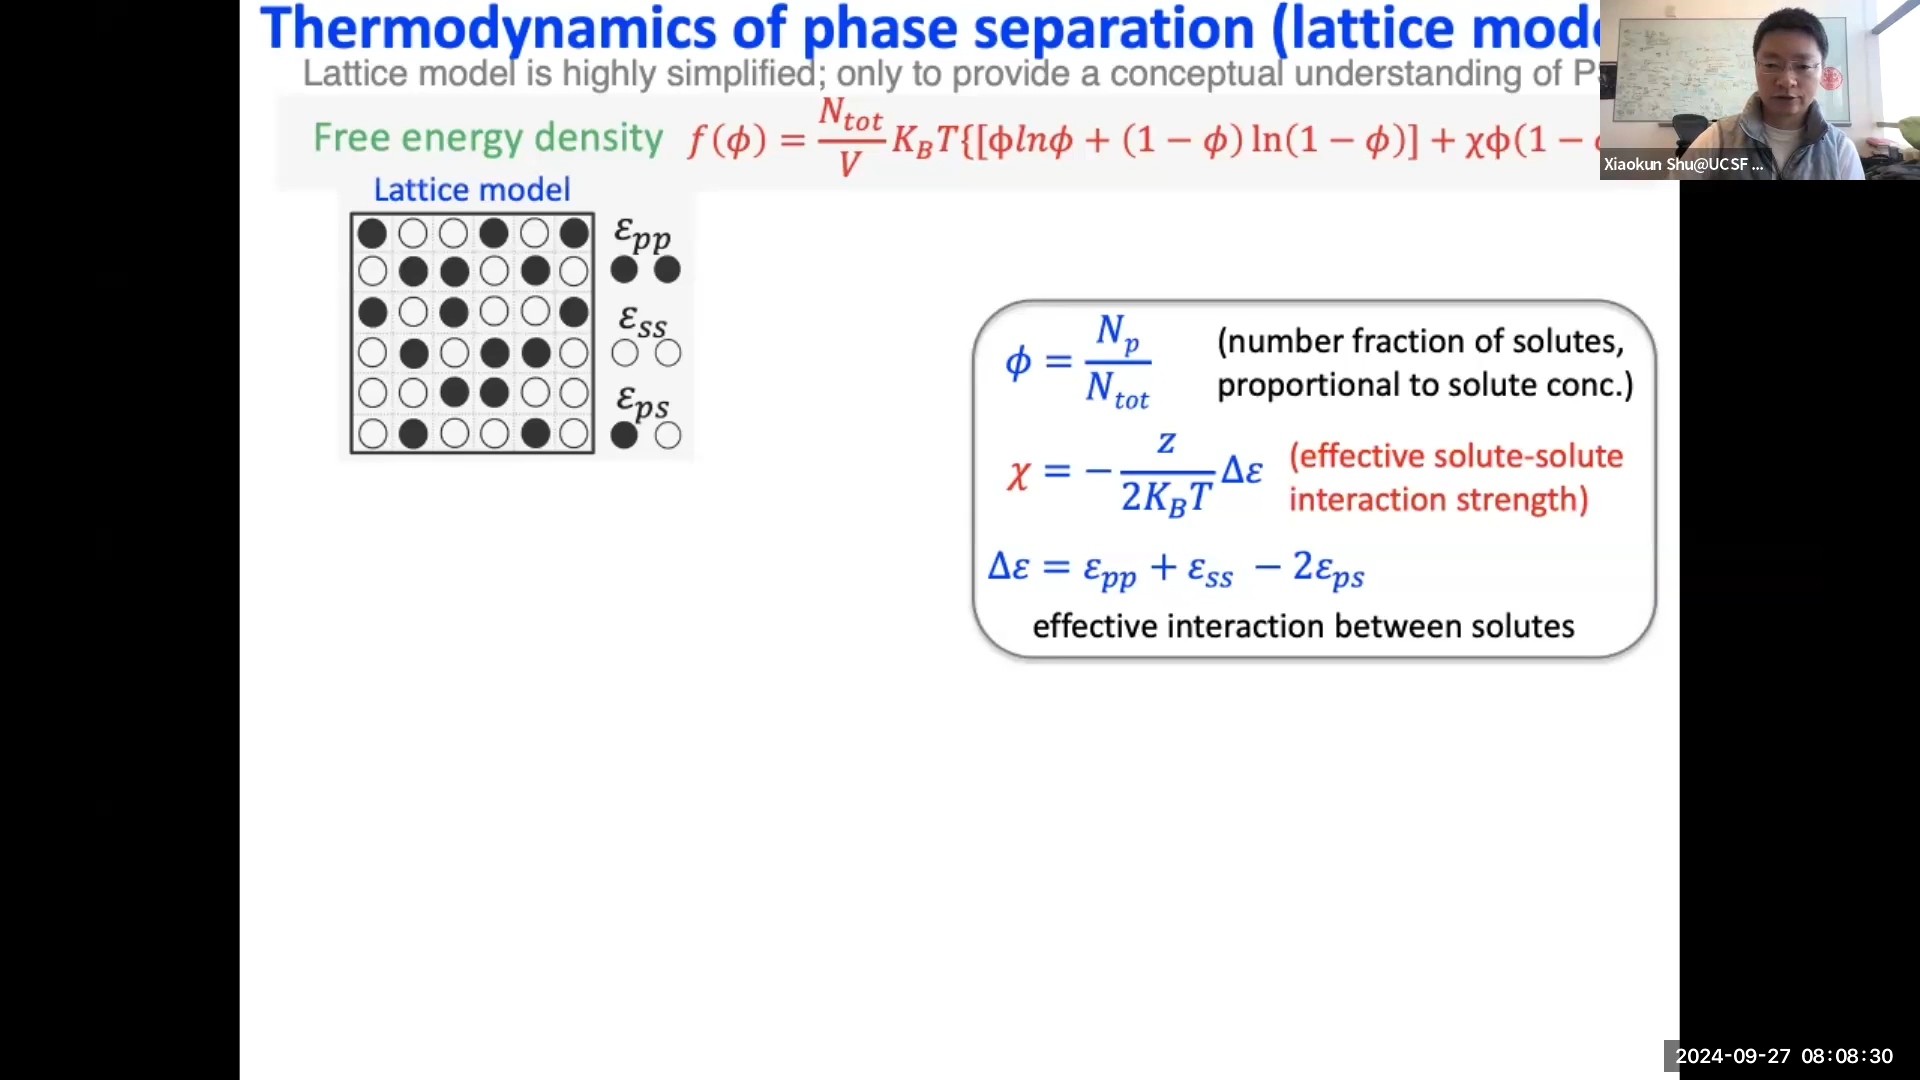 Thermodynamics of phase separation (lattice mod
Lattice model is highly simplified; only to provide a conceptual understanding of P
Free energy density f(ϕ) = N_tot/V K_BT{[ϕlnϕ + (1 − ϕ) ln(1 − ϕ)] + χϕ(1 −
Xiaokun Shu@UCSF ...
Lattice model
ε_pp
ε_ss
ε_ps
ϕ = N_p/N_tot (number fraction of solutes,
proportional to solute conc.)
χ = − z/2K_BT Δε (effective solute-solute
interaction strength)
Δε = ε_pp + ε_ss − 2ε_ps
effective interaction between solutes
2024-09-27 08:08:30